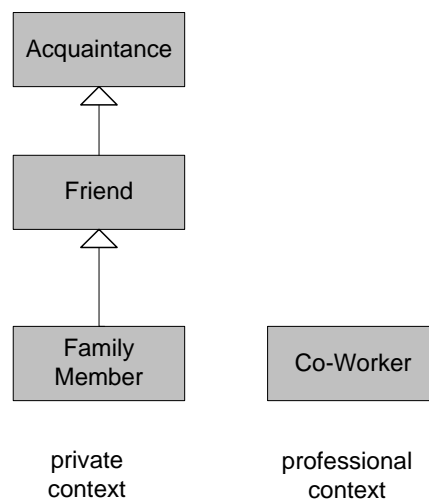 Acquaintance
Friend
Family
Member
Co-Worker
private
context
professional
context